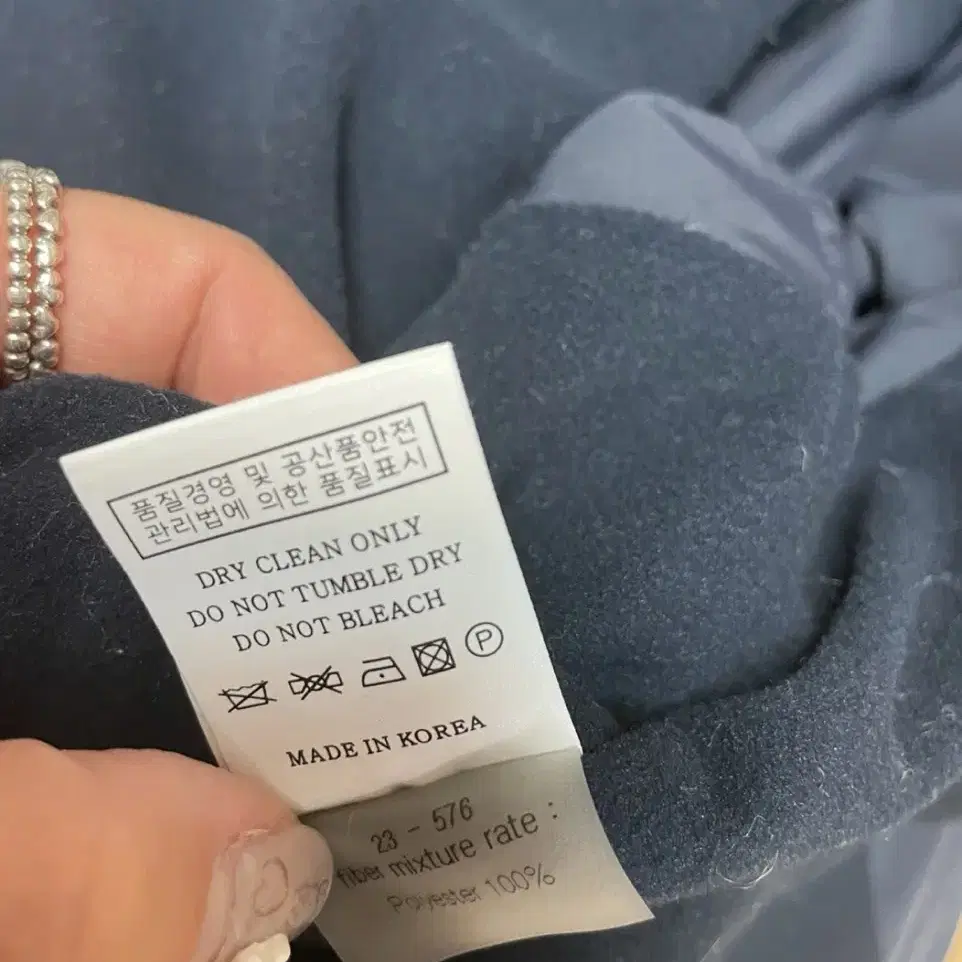 품질경영 및 공산품안전
관리법에 의한 품질표시
DRY CLEAN ONLY
DO NOT TUMBLE DRY
DO NOT BLEACH
P
MADE IN KOREA
23 - 576
fiber mixture rate :
Polyester 100%